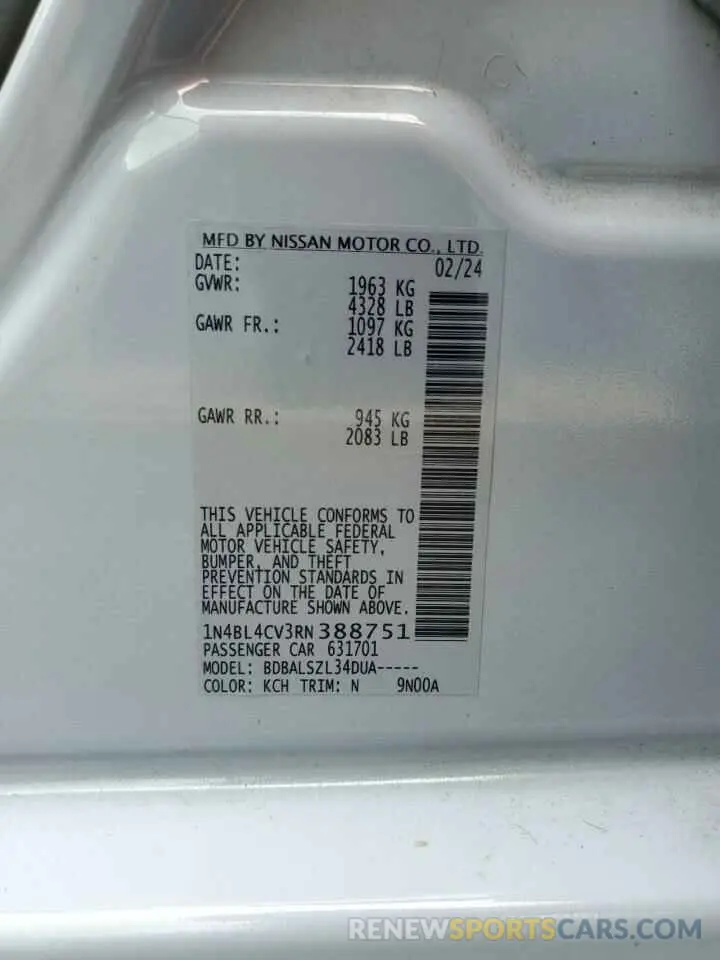 MFD BY NISSAN MOTOR CO., LTD.
DATE: 02/24
GVWR: 1963 KG
4328 LB
GAWR FR.: 1097 KG
2418 LB
GAWR RR.: 945 KG
2083 LB
THIS VEHICLE CONFORMS TO
ALL APPLICABLE FEDERAL
MOTOR VEHICLE SAFETY,
BUMPER, AND THEFT
PREVENTION STANDARDS IN
EFFECT ON THE DATE OF
MANUFACTURE SHOWN ABOVE.
1N4BL4CV3RN388751
PASSENGER CAR 631701
MODEL: BDBALSZL34DUA-----
COLOR: KCH TRIM: N 9N00A
RENEWSPORTSCARS.COM